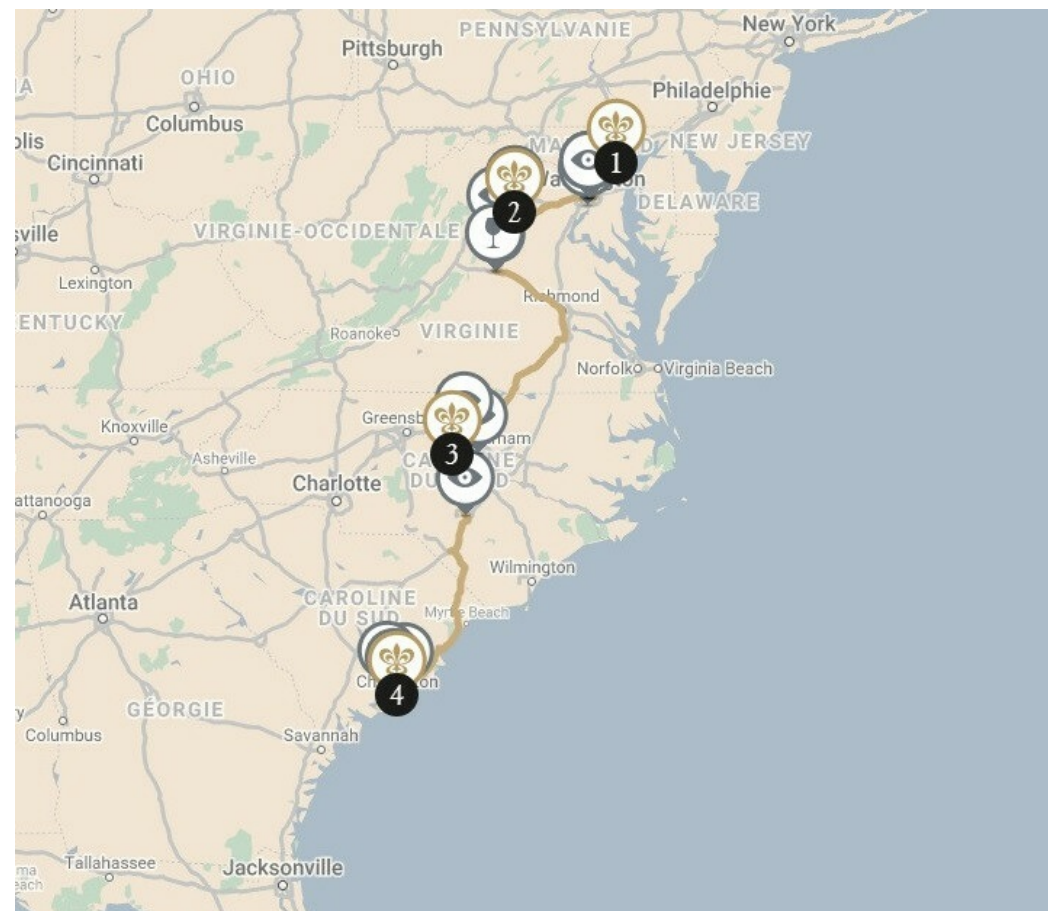 New York
PENNSYLVANIE
Pittsburgh
OHIO
Philadelphie
Columbus
NEW JERSEY
Cincinnati
1
DELAWARE
2
VIRGINIE-OCCIDENTALE
Lexington
Richmond
Roanoke
VIRGINIE
Norfolk
Virginia Beach
Greensb
Knoxville
3
Asheville
Charlotte
Wilmington
Atlanta
CAROLINE
DU SUD
Myrtle Beach
4
GÉORGIE
Columbus
Savannah
Tallahassee
Jacksonville